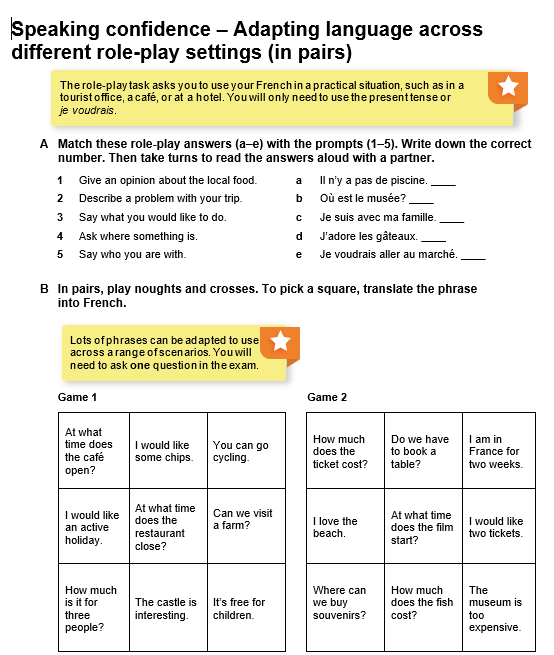 Speaking confidence – Adapting language across
different role-play settings (in pairs)
The role-play task asks you to use your French in a practical situation, such as in a
tourist office, a café, or at a hotel. You will only need to use the present tense or
je voudrais.
A Match these role-play answers (a–e) with the prompts (1–5). Write down the correct
number. Then take turns to read the answers aloud with a partner.
1 Give an opinion about the local food. a Il n'y a pas de piscine. ____
2 Describe a problem with your trip. b Où est le musée? ____
3 Say what you would like to do. c Je suis avec ma famille. ____
4 Ask where something is. d J'adore les gâteaux. ____
5 Say who you are with. e Je voudrais aller au marché. ____
B In pairs, play noughts and crosses. To pick a square, translate the phrase
into French.
Lots of phrases can be adapted to use
across a range of scenarios. You will
need to ask one question in the exam.
Game 1
At what
time does
the café
open?
I would like
some chips.
You can go
cycling.
I would like
an active
holiday.
At what time
does the
restaurant
close?
Can we visit
a farm?
How much
is it for
three
people?
The castle is
interesting.
It's free for
children.
Game 2
How much
does the
ticket cost?
Do we have
to book a
table?
I am in
France for
two weeks.
I love the
beach.
At what time
does the film
start?
I would like
two tickets.
Where can
we buy
souvenirs?
How much
does the fish
cost?
The
museum is
too
expensive.